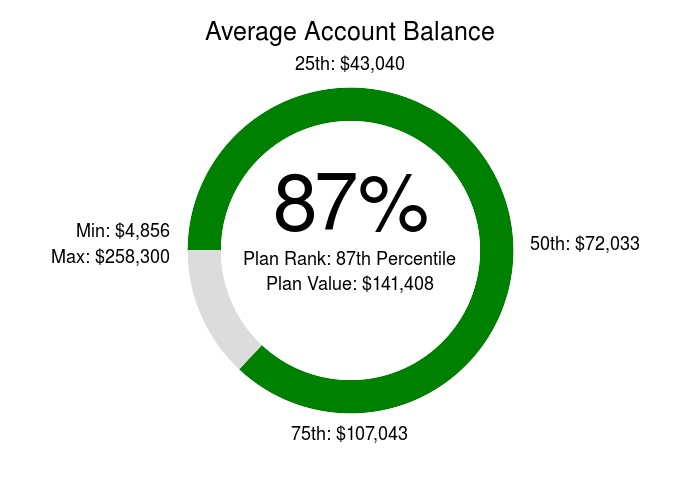 Average Account Balance
25th: $43,040
87%
Min: $4,856
Max: $258,300
50th: $72,033
Plan Rank: 87th Percentile
Plan Value: $141,408
75th: $107,043